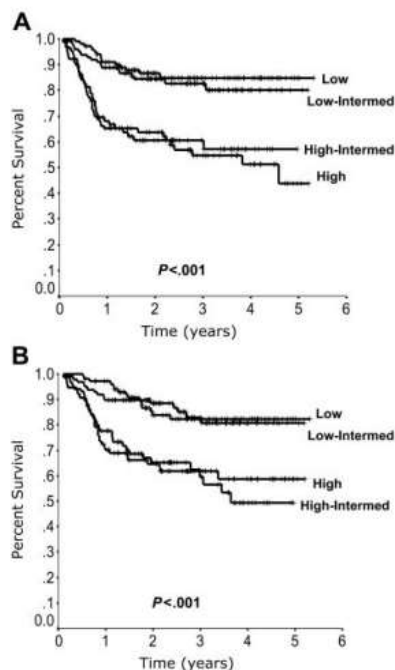 A
Percent Survival
1.0
.9
.8
.7
.6
.5
.4
.3
.2
.1
0.0
Low
Low-Intermed
High-Intermed
High
P<.001
0 1 2 3 4 5 6
Time (years)
B
Percent Survival
1.0
.9
.8
.7
.6
.5
.4
.3
.2
.1
0.0
Low
Low-Intermed
High
High-Intermed
P<.001
0 1 2 3 4 5 6
Time (years)